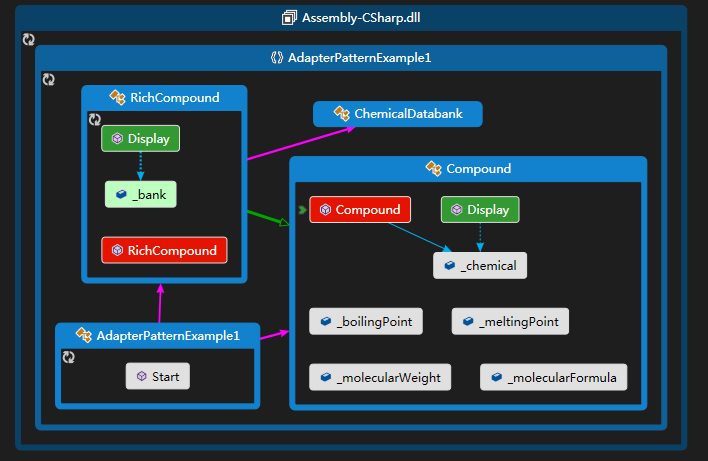 Assembly-CSharp.dll
AdapterPatternExample1
RichCompound
Display
_bank
RichCompound
ChemicalDatabank
Compound
Compound
Display
_chemical
_boilingPoint
_meltingPoint
_molecularWeight
_molecularFormula
AdapterPatternExample1
Start